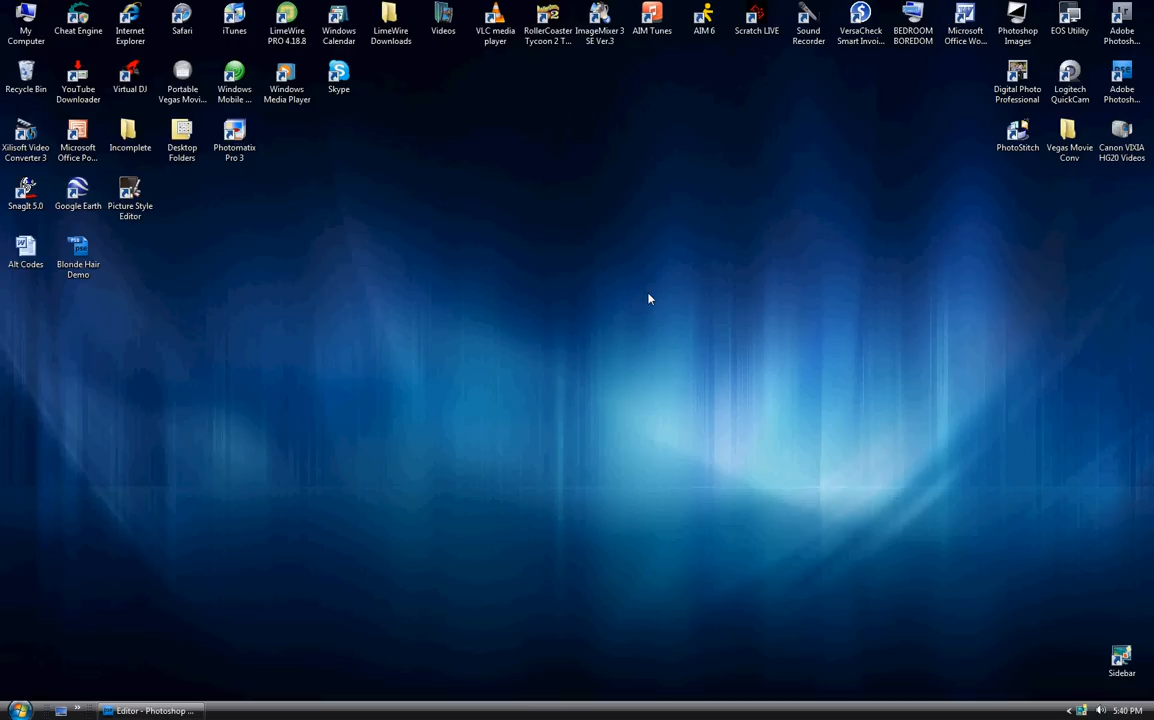 My Computer
Cheat Engine
Internet Explorer
Safari
iTunes
LimeWire PRO 4.18.8
Windows Calendar
LimeWire Downloads
Videos
VLC media player
RollerCoaster Tycoon 2 T...
ImageMixer 3 SE Ver.3
AIM Tunes
AIM 6
Scratch LIVE
Sound Recorder
VersaCheck Smart Invoi...
BEDROOM BOREDOM
Microsoft Office Wo...
Photoshop Images
EOS Utility
Adobe Photosh...
Recycle Bin
YouTube Downloader
Virtual DJ
Portable Vegas Movi...
Windows Mobile ...
Windows Media Player
Skype
Digital Photo Professional
Logitech QuickCam
Adobe Photosh...
Xilisoft Video Converter 3
Microsoft Office Po...
Incomplete
Desktop Folders
Photomatix Pro 3
PhotoStitch
Vegas Movie Conv
Canon VIXIA HG20 Videos
SnagIt 5.0
Google Earth
Picture Style Editor
Alt Codes
Blonde Hair Demo
Sidebar
Editor - Photoshop ...
5:40 PM